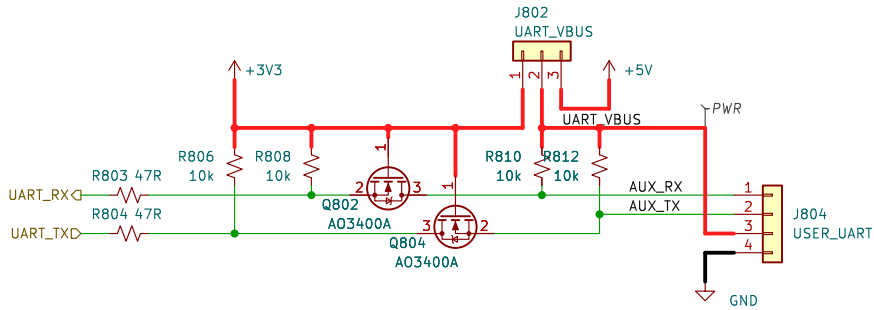 J802
UART_VBUS
1 2 3
+3V3
+5V
PWR
UART_VBUS
1
R806 R808 R810 R812
10k 10k 10k 10k
1
R803 47R
UART_RX
2 3
AUX_RX
1
Q802
AO3400A
AUX_TX
2
J804
R804 47R
UART_TX
3 2
3
USER_UART
Q804
AO3400A
4
GND